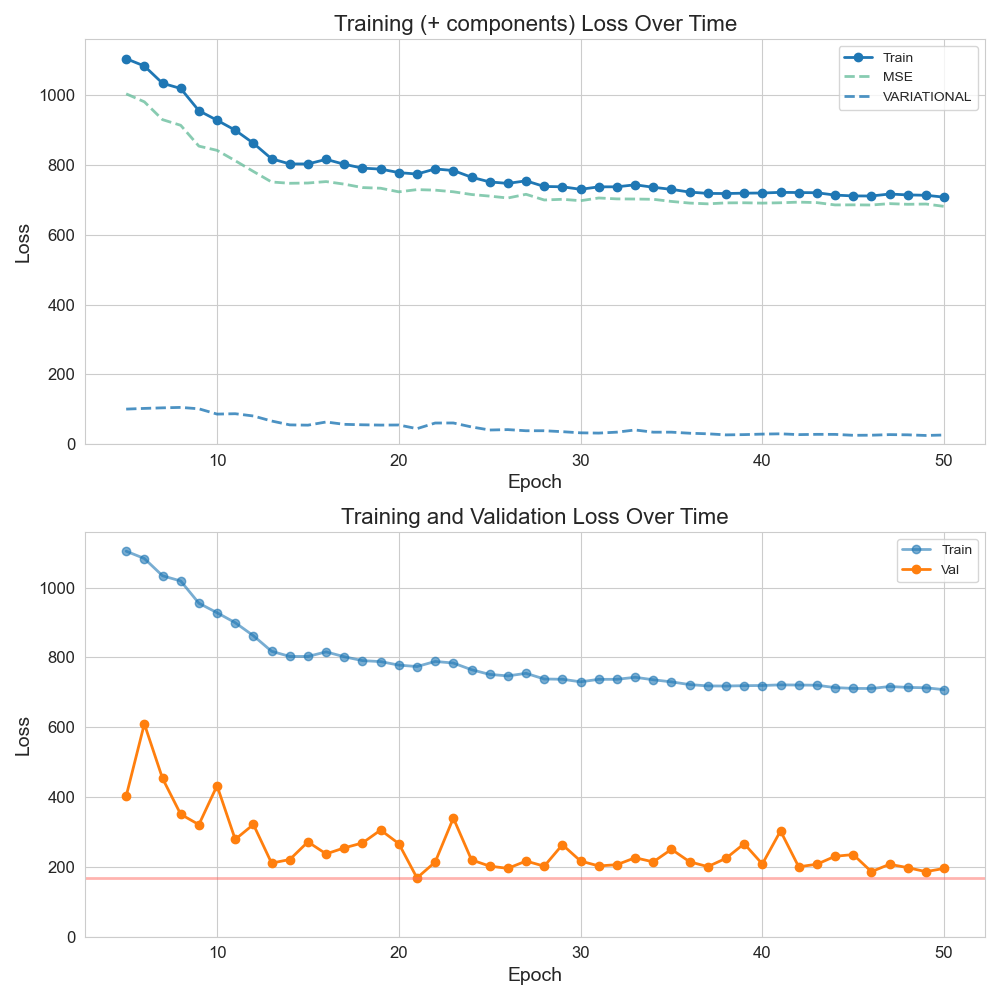 Training (+ components) Loss Over Time
Train
MSE
VARIATIONAL
1000
800
600
400
200
0
Loss
10
20
30
40
50
Epoch
Training and Validation Loss Over Time
Train
Val
1000
800
600
400
200
0
Loss
10
20
30
40
50
Epoch